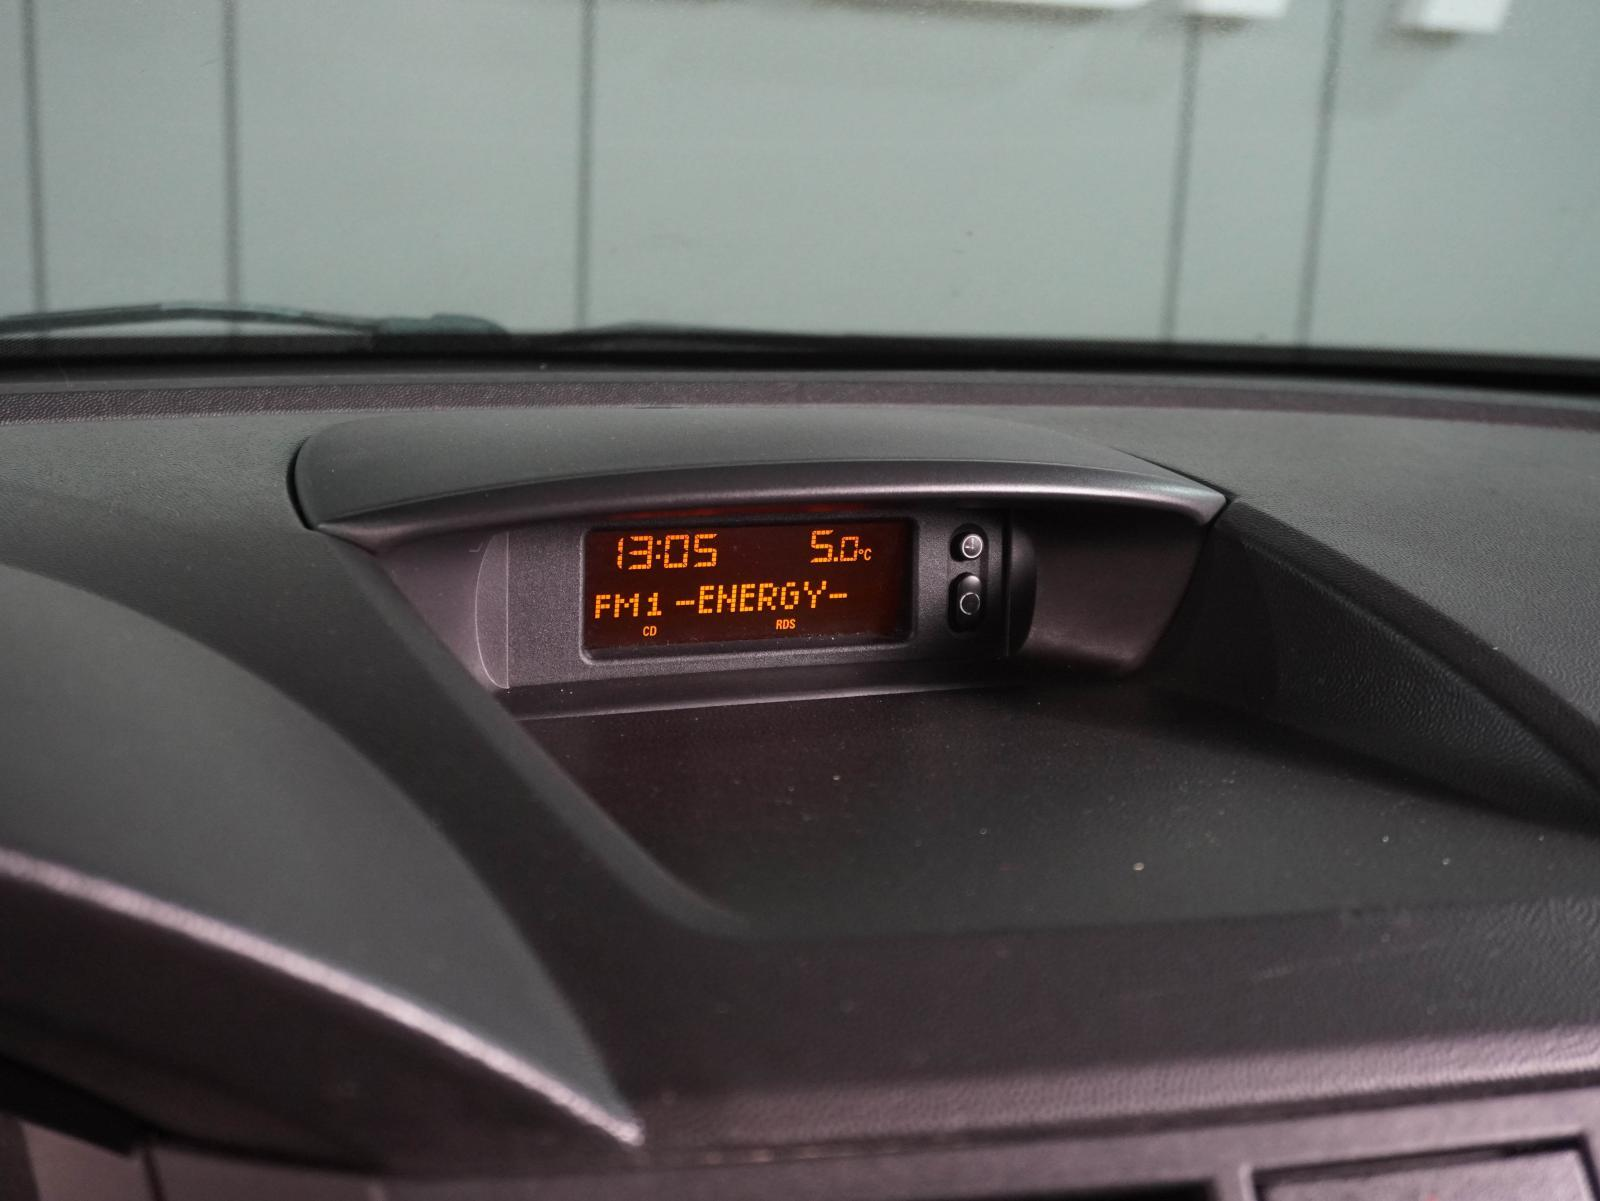 13:05 5.0°C
FM1 -ENERGY-
CD RDS